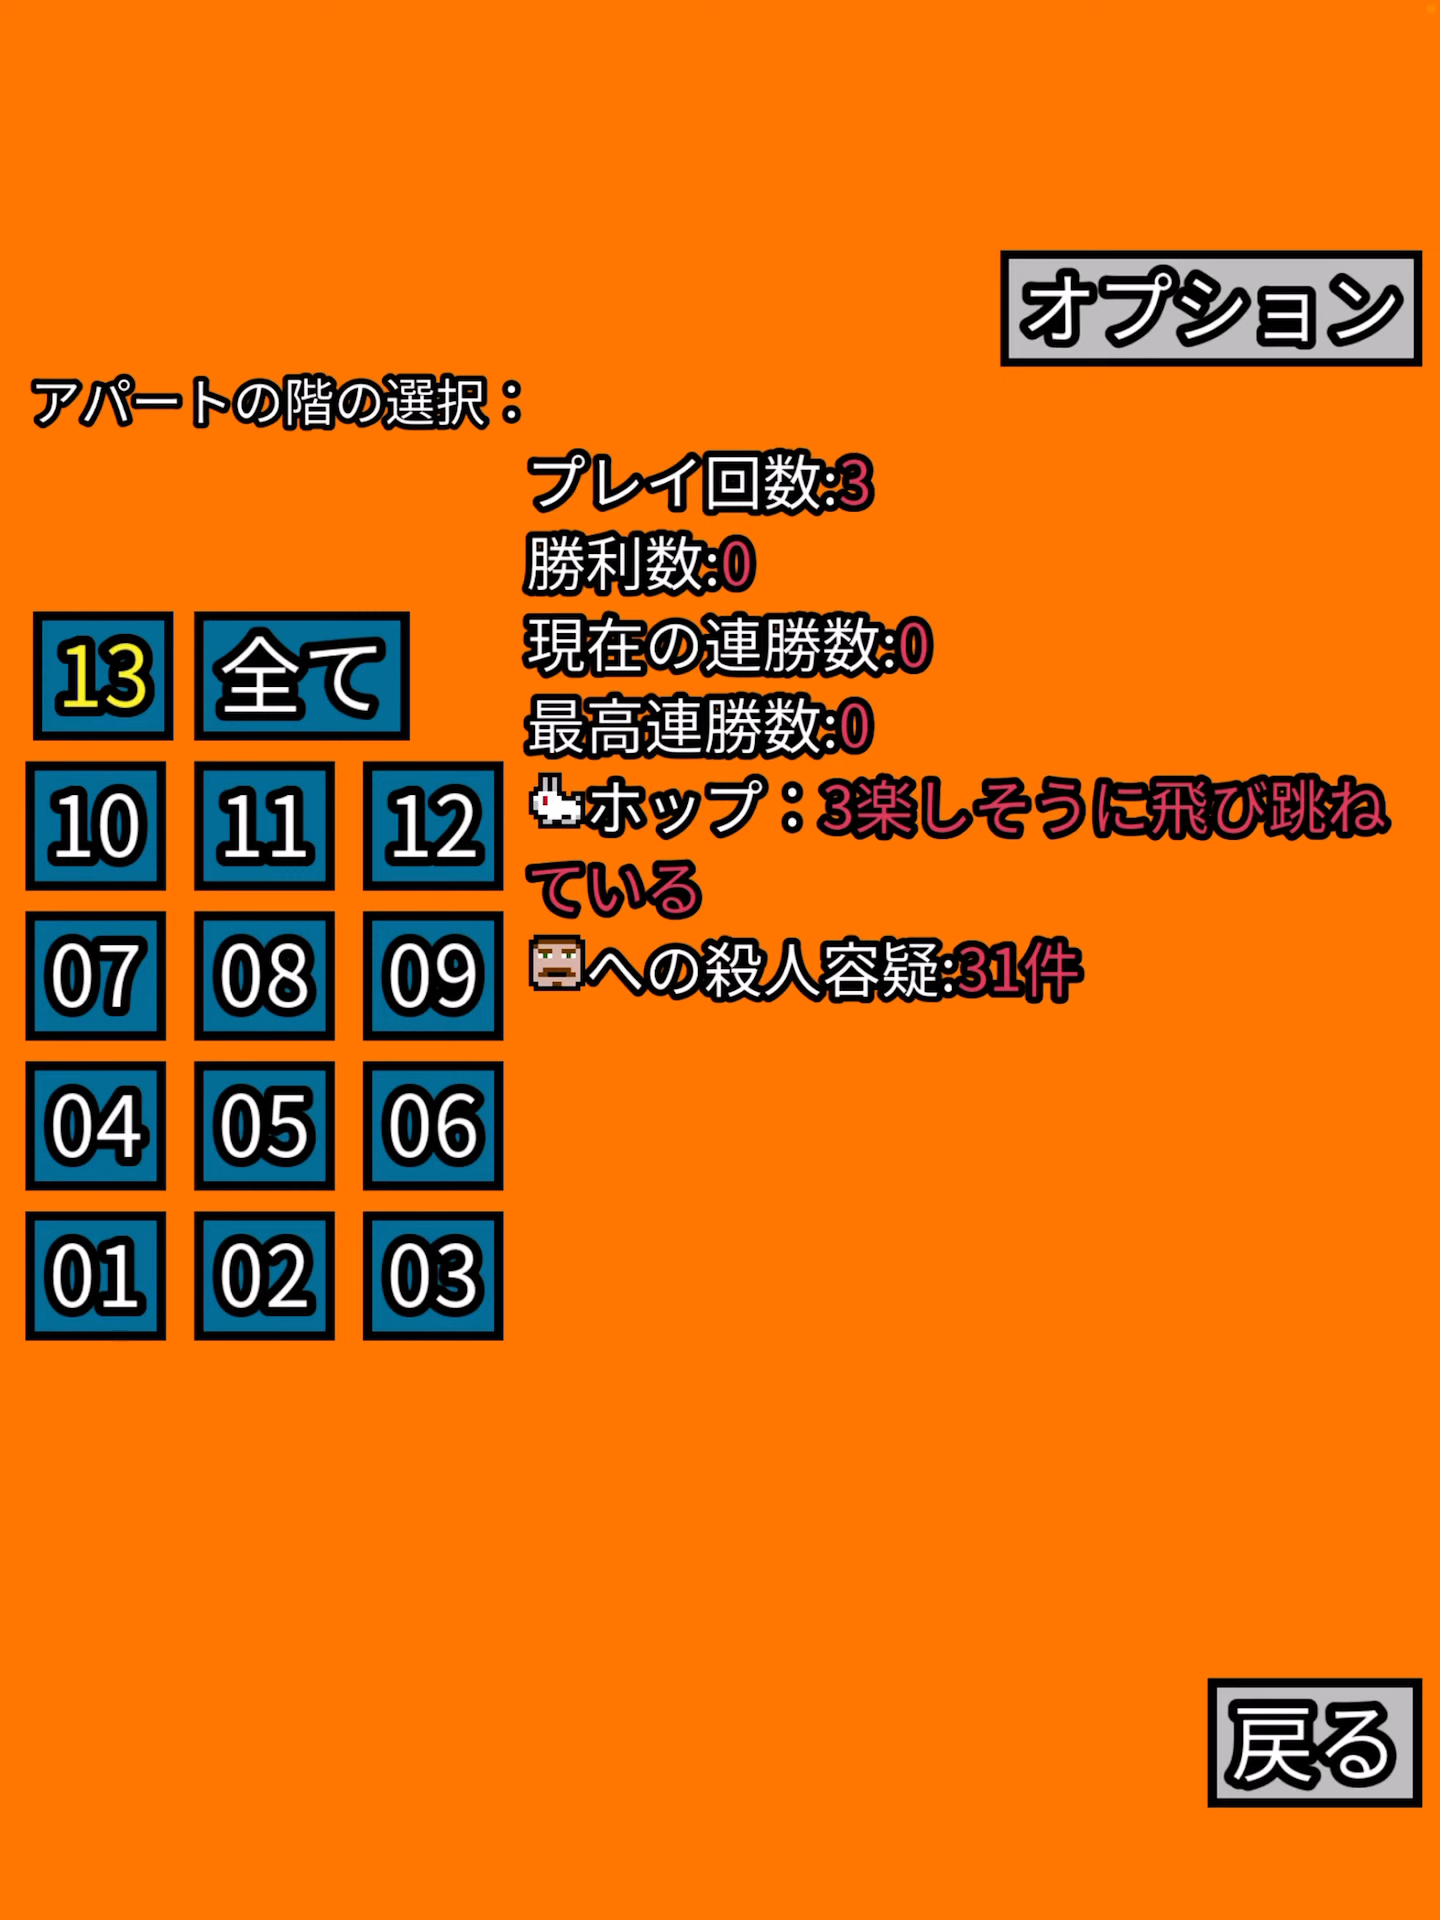 オプション
アパートの階の選択：
プレイ回数:3
勝利数:0
現在の連勝数:0
最高連勝数:0
ホップ：3楽しそうに飛び跳ね
ている
への殺人容疑:31件
13 全て
10 11 12
07 08 09
04 05 06
01 02 03
戻る